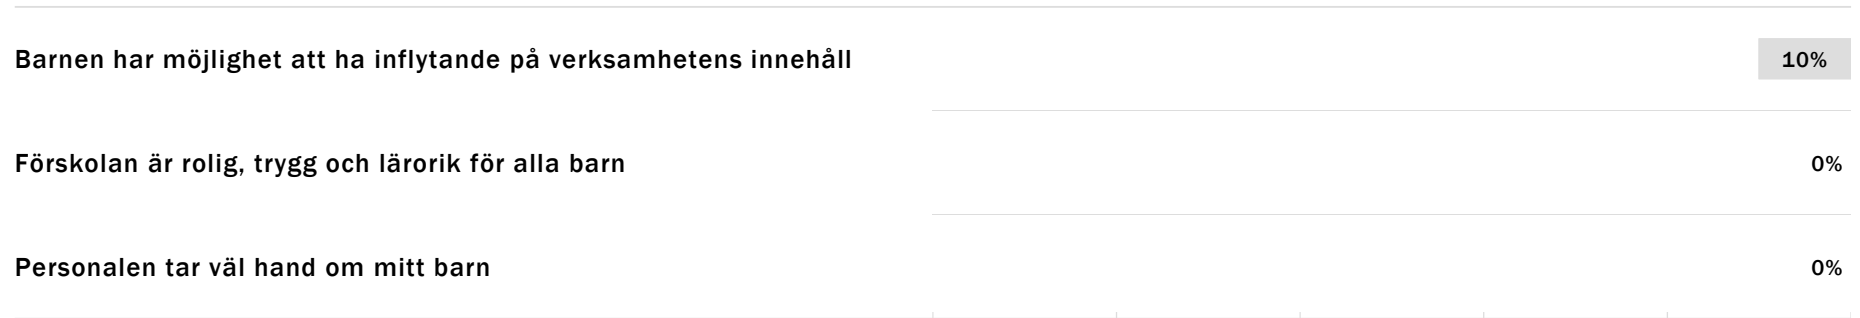 Barnen har möjlighet att ha inflytande på verksamhetens innehåll 10%
Förskolan är rolig, trygg och lärorik för alla barn 0%
Personalen tar väl hand om mitt barn 0%